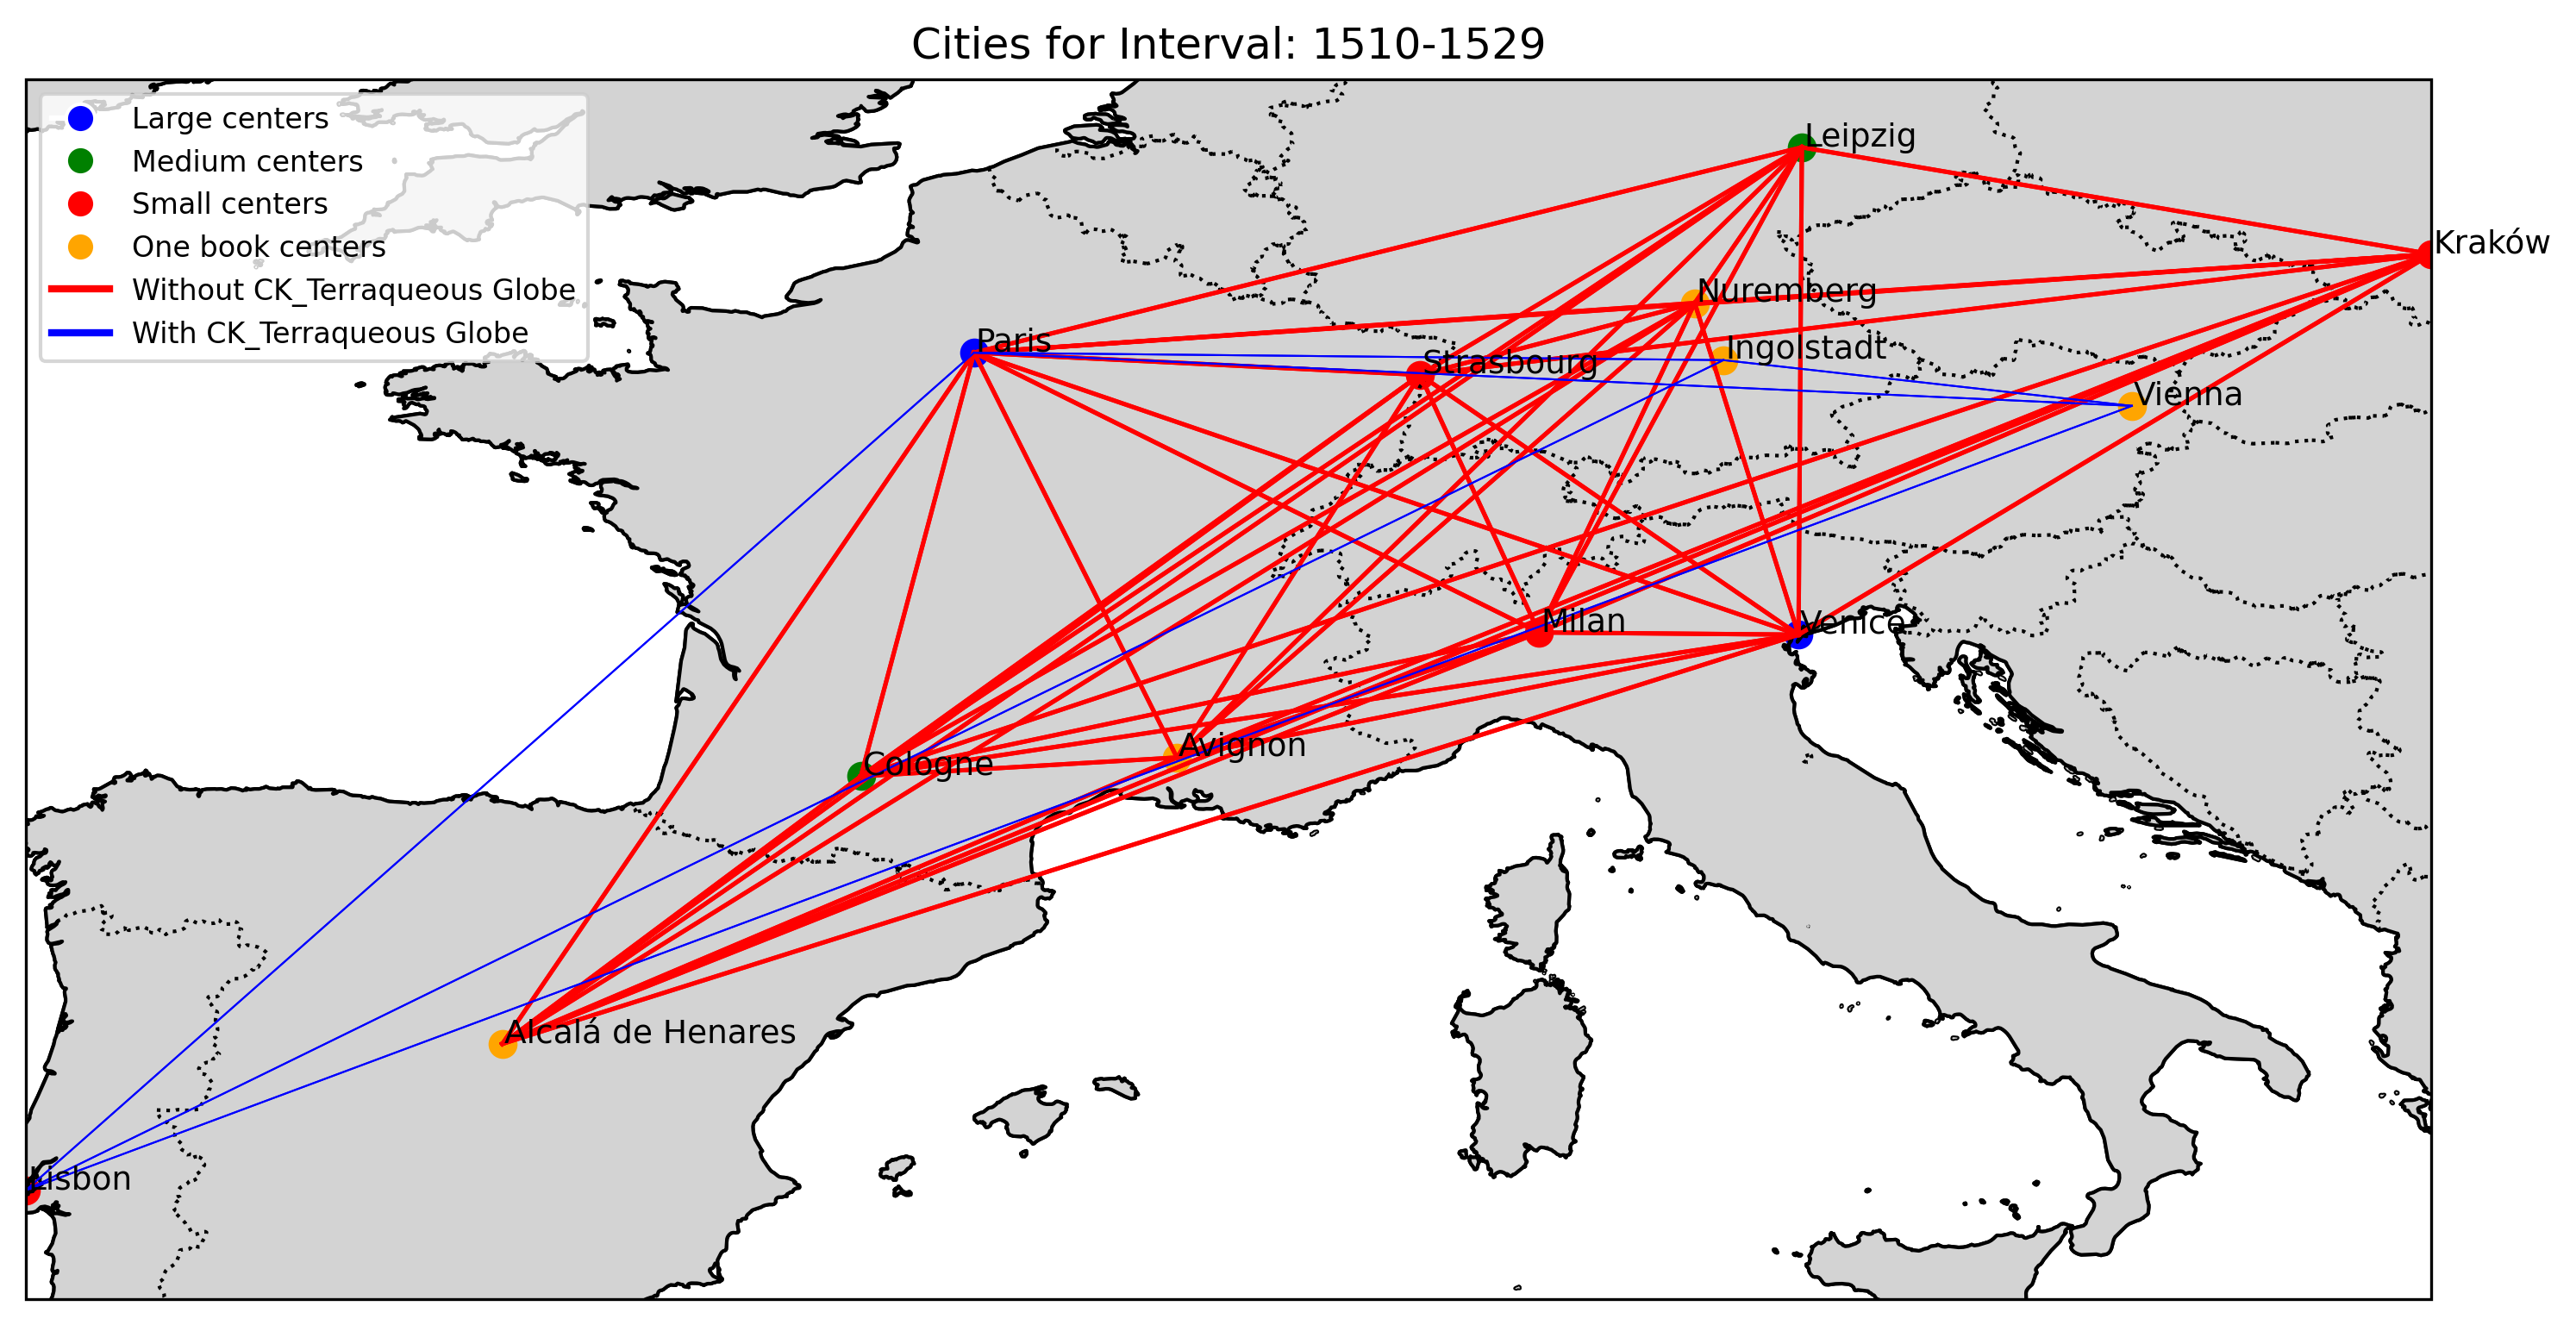 Cities for Interval: 1510-1529
Large centers
Medium centers
Small centers
One book centers
Without CK_Terraqueous Globe
With CK_Terraqueous Globe
Leipzig
Kraków
Nuremberg
Paris
Strasbourg
Ingolstadt
Vienna
Milan
Venice
Avignon
Cologne
Alcalá de Henares
Lisbon